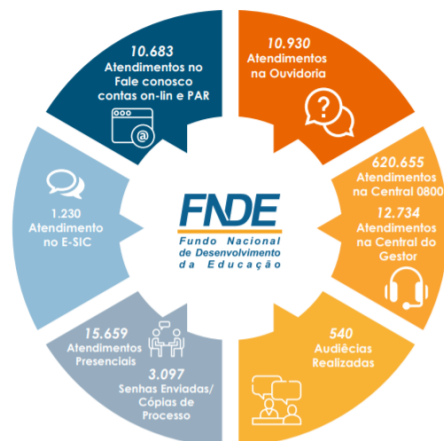 10.683
Atendimentos no
Fale conosco
contas on-lin e PAR
@
10.930
Atendimentos
na Ouvidoria
?
620.655
Atendimentos
na Central 0800
12.734
Atendimentos
na Central do
Gestor
540
Audiêcias
Realizadas
15.659
Atendimentos
Presenciais
3.097
Senhas Enviadas/
Cópias de
Processo
1.230
Atendimento
no E-SIC
FNDE
Fundo Nacional
de Desenvolvimento
da Educação